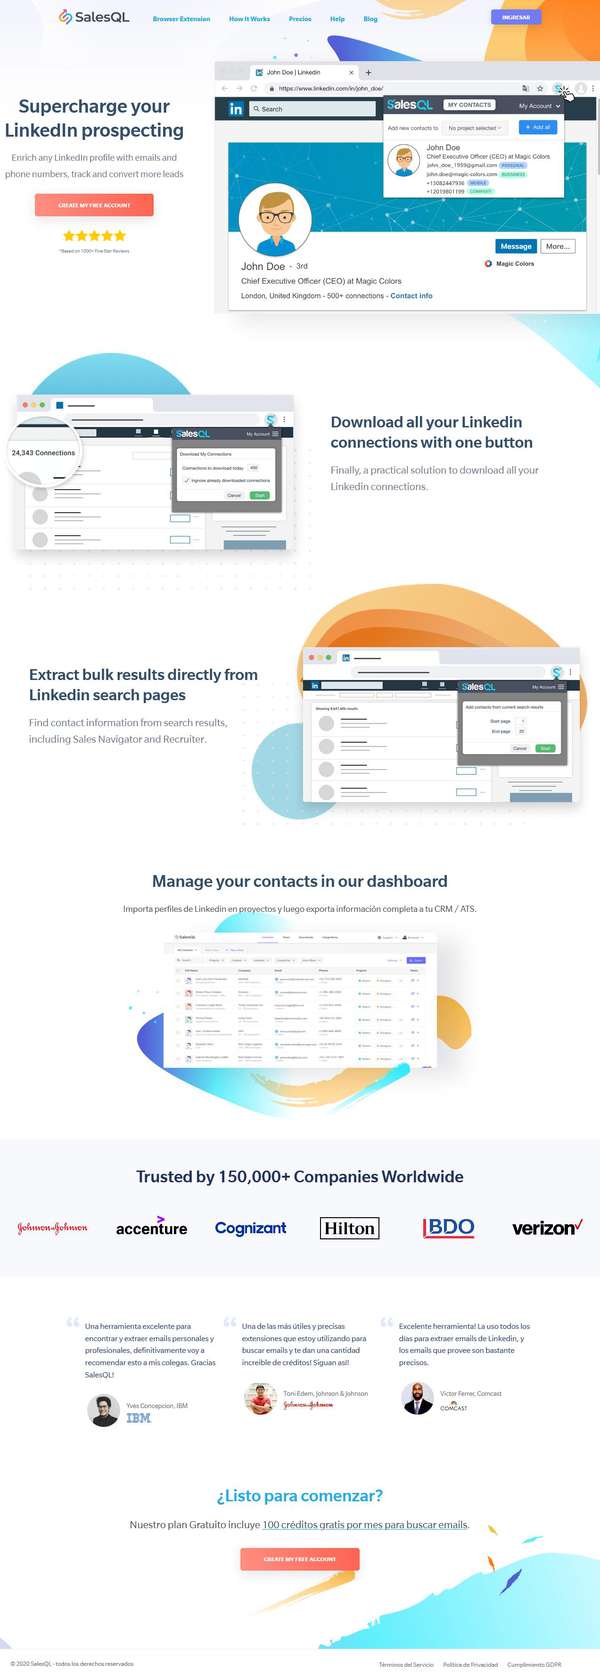 SalesQL
Browser Extension How It Works Precios Help Blog
INGRESAR
Supercharge your
LinkedIn prospecting
Enrich any LinkedIn profile with emails and
phone numbers, track and convert more leads
CREATE MY FREE ACCOUNT
*Based on 1000+ Five Star Reviews
John Doe | Linkedin
https://www.linkedin.com/in/john_doe/
in Search
SalesQL MY CONTACTS My Account
Add new contacts to No project selected + Add all
John Doe
Chief Executive Officer (CEO) at Magic Colors
john_1959@gmail.com PERSONAL
john.doe@magic-colors.com BUSINESS
+13082447936 MOBILE
+12019801199 COMPANY
Message More...
John Doe - 3rd
Magic Colors
Chief Executive Officer (CEO) at Magic Colors
London, United Kingdom - 500+ connections - Contact info
24,343 Connections
SalesQL My Account
Download My Connections
Connections to download today 450
Ingnore already downloaded connections
Cancel Start
Download all your Linkedin
connections with one button
Finally, a practical solution to download all your
Linkedin connections.
Extract bulk results directly from
Linkedin search pages
Find contact information from search results,
including Sales Navigator and Recruiter.
in
SalesQL My Account
Add contacts from current search results
Start page 1
End page 20
Cancel Start
Manage your contacts in our dashboard
Importa perfiles de Linkedin en proyectos y luego exporta información completa a tu CRM / ATS.
SalesQL
Trusted by 150,000+ Companies Worldwide
Johnson & Johnson
accenture
Cognizant
Hilton
BDO
verizon
Una herramienta excelente para
encontrar y extraer emails personales y
profesionales, definitivamente voy a
recomendar esto a mis colegas. Gracias
SalesQL!
Yves Concepcion, IBM
IBM
Una de las más útiles y precisas
extensiones que estoy utilizando para
buscar emails y te dan una cantidad
increíble de créditos! Siguan así!
Toni Edem, Johnson & Johnson
Johnson & Johnson
Excelente herramienta! La uso todos los
días para extraer emails de Linkedin, y
los emails que provee son bastante
precisos.
Victor Ferrer, Comcast
COMCAST
¿Listo para comenzar?
Nuestro plan Gratuito incluye 100 créditos gratis por mes para buscar emails.
CREATE MY FREE ACCOUNT
© 2020 SalesQL - todos los derechos reservados
Términos del Servicio Política de Privacidad Cumplimiento GDPR